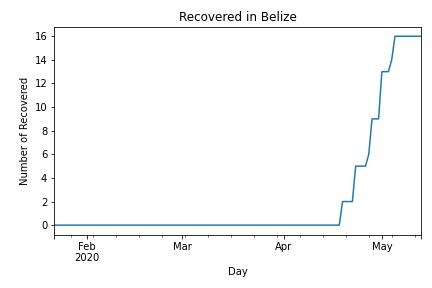 Recovered in Belize
Number of Recovered
16
14
12
10
8
6
4
2
0
Feb
2020
Mar
Apr
May
Day